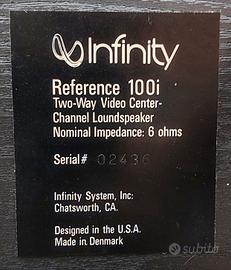 Infinity
Reference 100i
Two-Way Video Center-
Channel Loundspeaker
Nominal Impedance: 6 ohms
Serial# 02436
Infinity System, Inc:
Chatsworth, CA.
Designed in the U.S.A.
Made in Denmark
subito